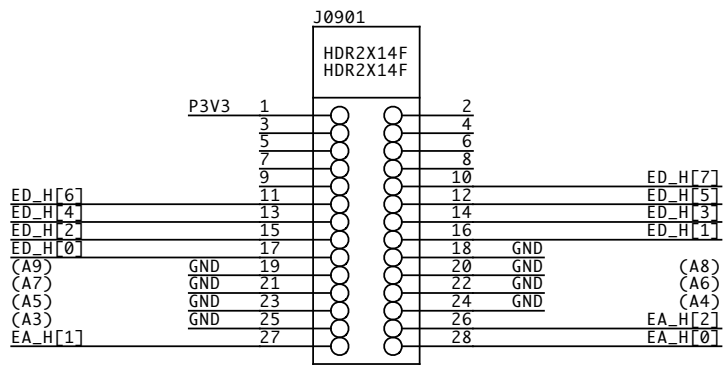 J0901
HDR2X14F
HDR2X14F
P3V3 1 2
3 4
5 6
7 8
9 10 ED_H[7]
ED_H[6] 11 12 ED_H[5]
ED_H[4] 13 14 ED_H[3]
ED_H[2] 15 16 ED_H[1]
ED_H[0] 17 18 GND
(A9) GND 19 20 GND (A8)
(A7) GND 21 22 GND (A6)
(A5) GND 23 24 GND (A4)
(A3) GND 25 26 EA_H[2]
EA_H[1] 27 28 EA_H[0]